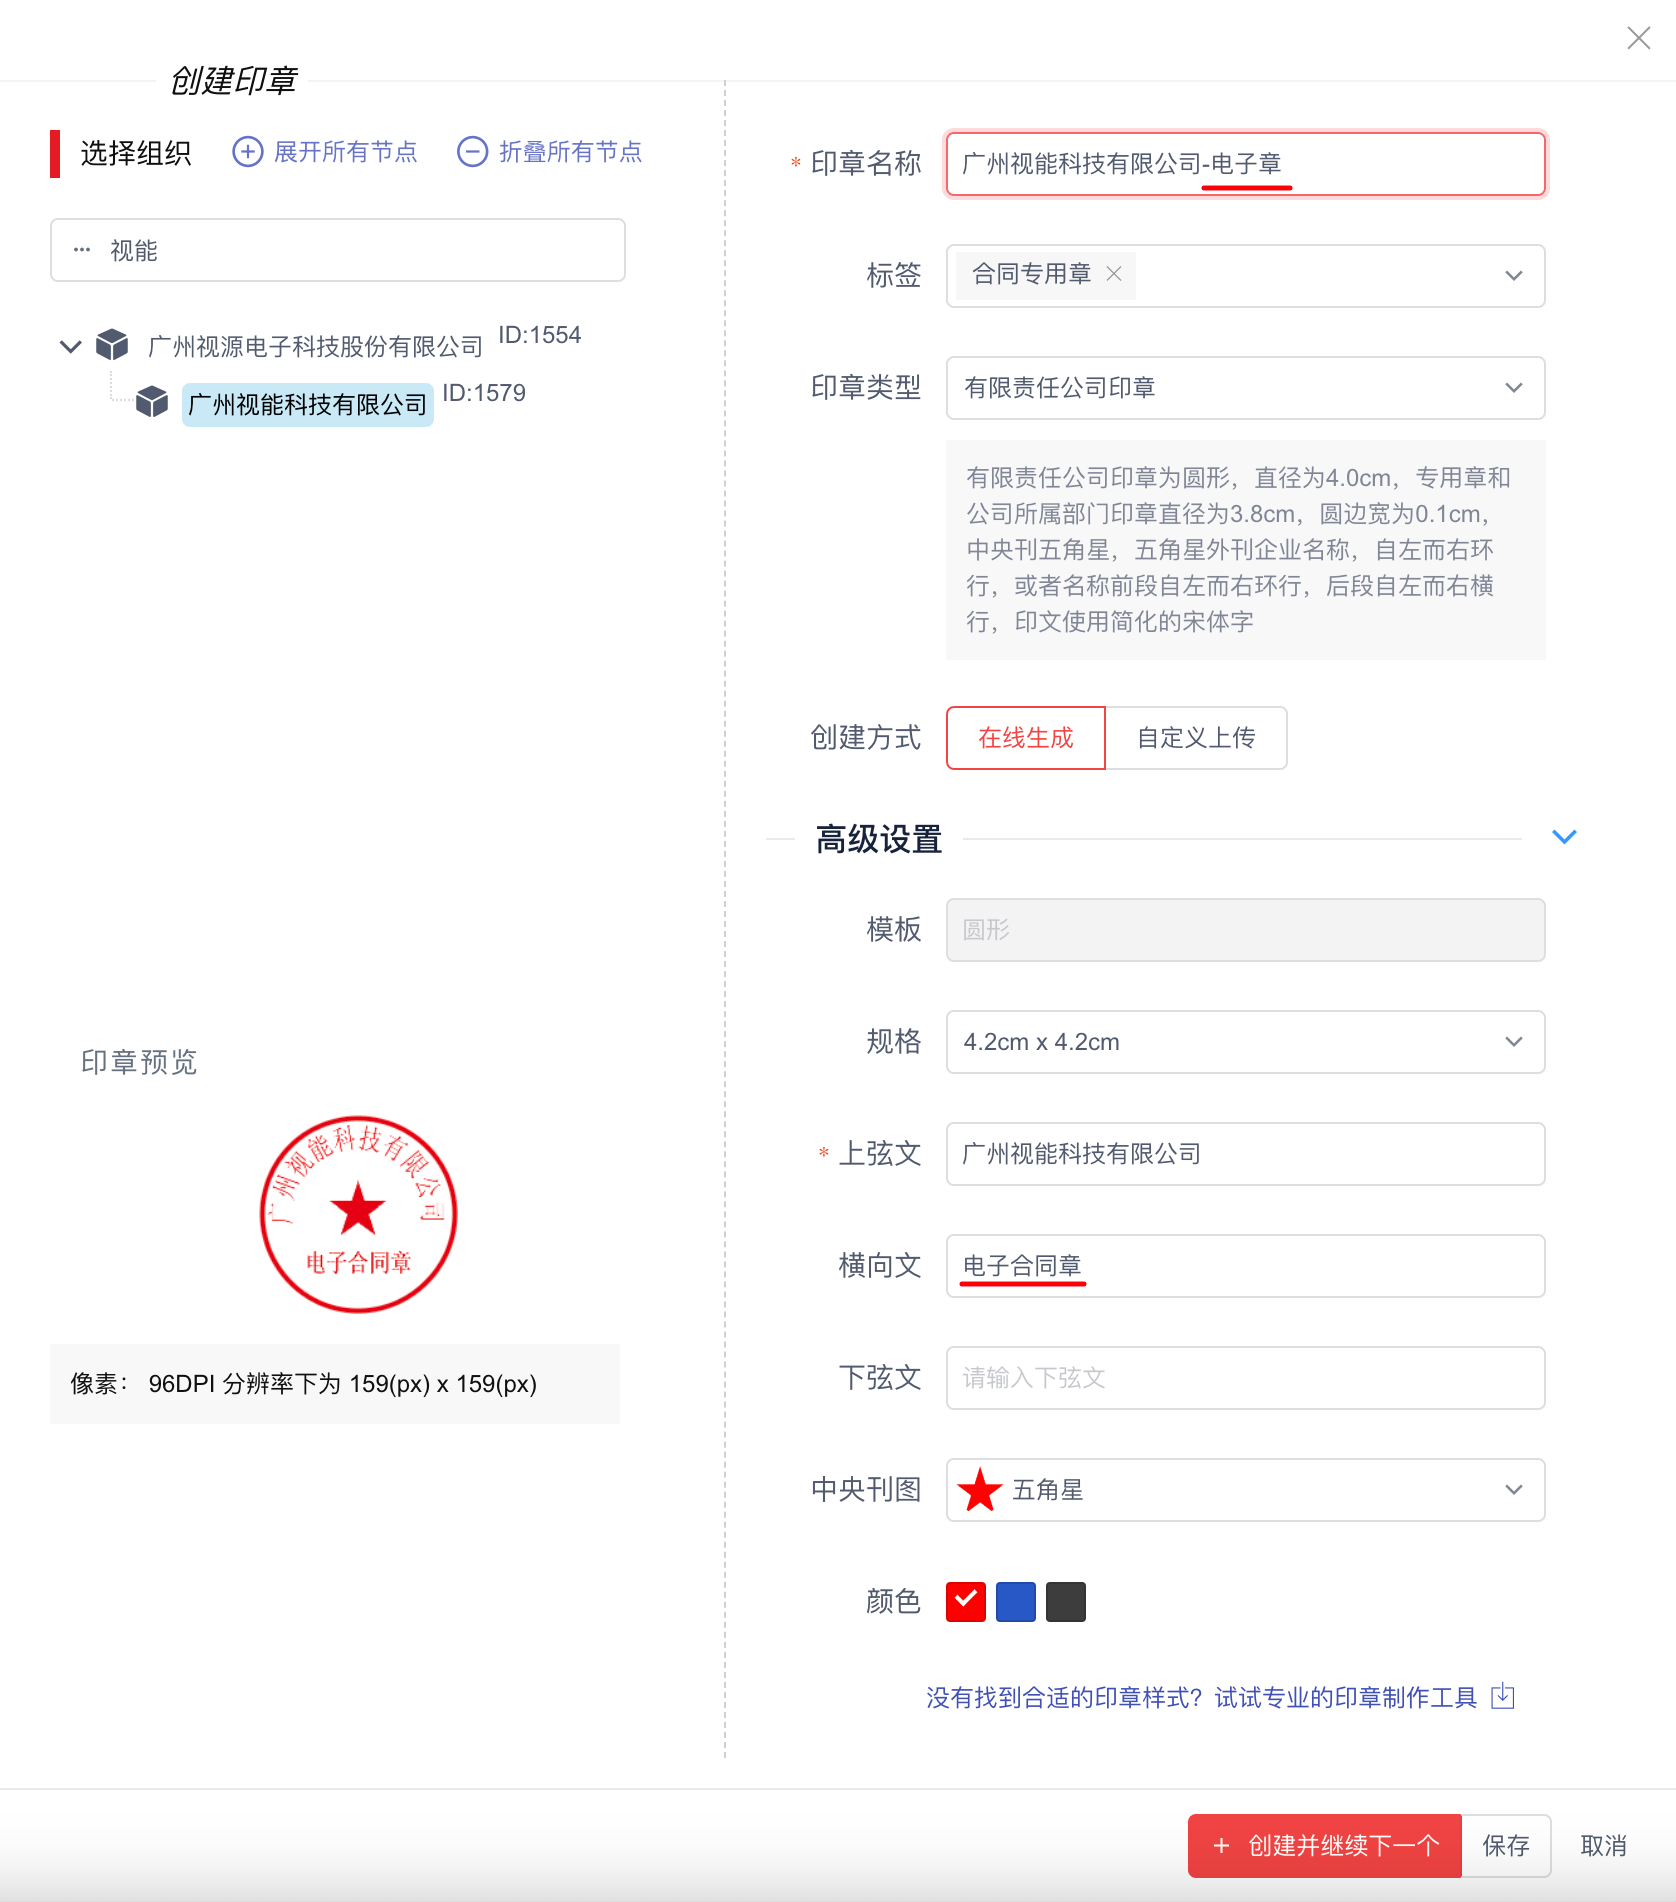 创建印章
选择组织
展开所有节点
折叠所有节点
视能
广州视源电子科技股份有限公司 ID:1554
广州视能科技有限公司 ID:1579
印章预览
广州视能科技有限公司
电子合同章
像素： 96DPI 分辨率下为 159(px) x 159(px)
* 印章名称 广州视能科技有限公司-电子章
标签 合同专用章
印章类型 有限责任公司印章
有限责任公司印章为圆形，直径为4.0cm，专用章和
公司所属部门印章直径为3.8cm，圆边宽为0.1cm，
中央刊五角星，五角星外刊企业名称，自左而右环
行，或者名称前段自左而右环行，后段自左而右横
行，印文使用简化的宋体字
创建方式 在线生成 自定义上传
高级设置
模板 圆形
规格 4.2cm x 4.2cm
* 上弦文 广州视能科技有限公司
横向文 电子合同章
下弦文 请输入下弦文
中央刊图 五角星
颜色
没有找到合适的印章样式？试试专业的印章制作工具
+ 创建并继续下一个 保存 取消